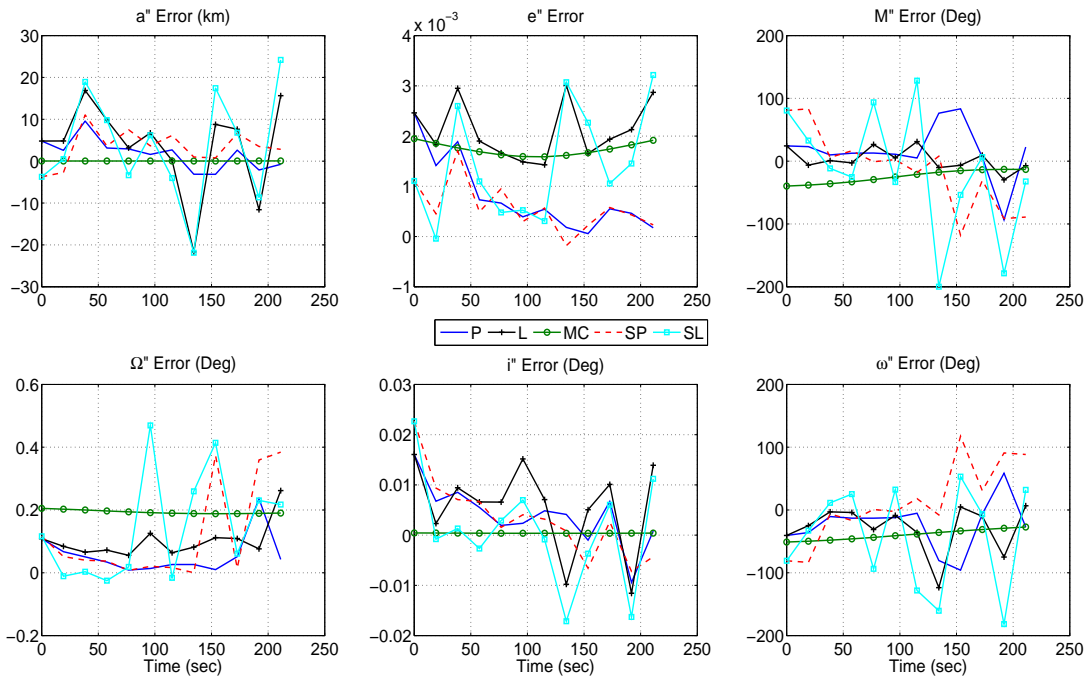 a" Error (km)
30
20
10
0
−10
−20
−30
0 50 100 150 200 250
e" Error
x 10−3
4
3
2
1
0
−1
0 50 100 150 200 250
M" Error (Deg)
200
100
0
−100
−200
0 50 100 150 200 250
P L MC SP SL
Ω" Error (Deg)
0.6
0.4
0.2
0
−0.2
0 50 100 150 200 250
Time (sec)
i" Error (Deg)
0.03
0.02
0.01
0
−0.01
−0.02
0 50 100 150 200 250
Time (sec)
ω" Error (Deg)
200
100
0
−100
−200
0 50 100 150 200 250
Time (sec)